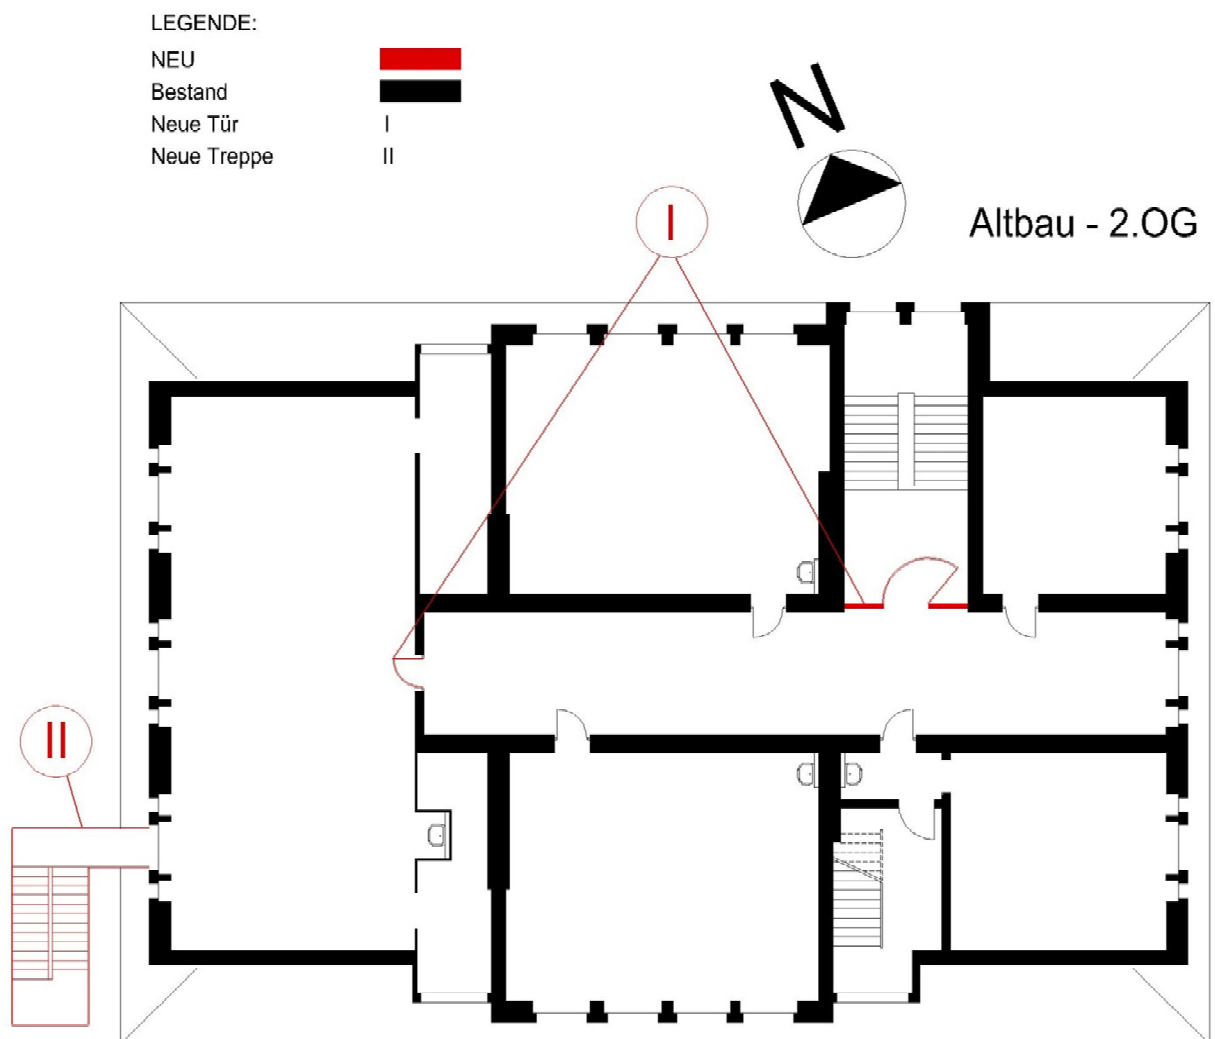 LEGENDE:
NEU
Bestand
Neue Tür I
Neue Treppe II
N
I
Altbau - 2.OG
II